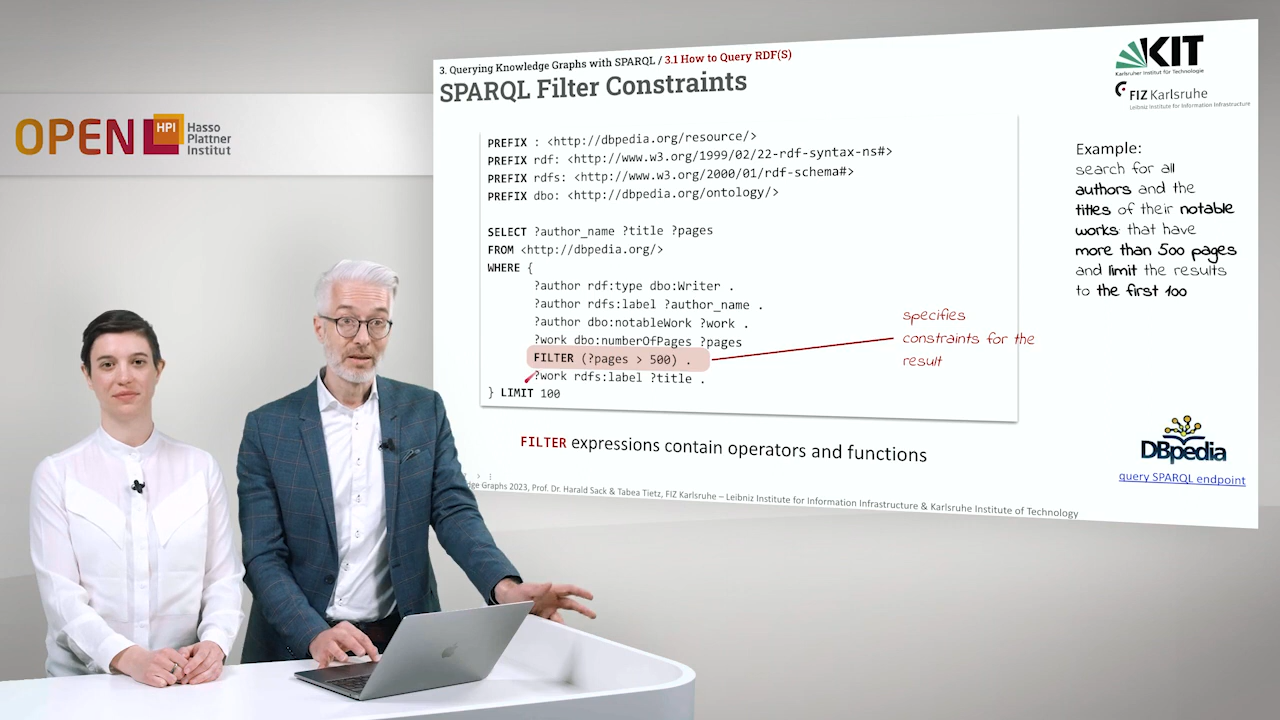 OPEN HPI Hasso
Plattner
Institut
3. Querying Knowledge Graphs with SPARQL / 3.1 How to Query RDF(S)
SPARQL Filter Constraints
KIT
Karlsruher Institut für Technologie
FIZ Karlsruhe
Leibniz Institute for Information Infrastructure
PREFIX : <http://dbpedia.org/resource/>
PREFIX rdf: <http://www.w3.org/1999/02/22-rdf-syntax-ns#>
PREFIX rdfs: <http://www.w3.org/2000/01/rdf-schema#>
PREFIX dbo: <http://dbpedia.org/ontology/>
SELECT ?author_name ?title ?pages
FROM <http://dbpedia.org/>
WHERE {
?author rdf:type dbo:Writer .
?author rdfs:label ?author_name .
?author dbo:notableWork ?work .
?work dbo:numberOfPages ?pages
FILTER (?pages > 500) .
?work rdfs:label ?title .
} LIMIT 100
specifies
constraints for the
result
Example:
search for all
authors and the
titles of their notable
works that have
more than 500 pages
and limit the results
to the first 100
FILTER expressions contain operators and functions
DBpedia
query SPARQL endpoint
Graphs 2023, Prof. Dr. Harald Sack & Tabea Tietz, FIZ Karlsruhe – Leibniz Institute for Information Infrastructure & Karlsruhe Institute of Technology